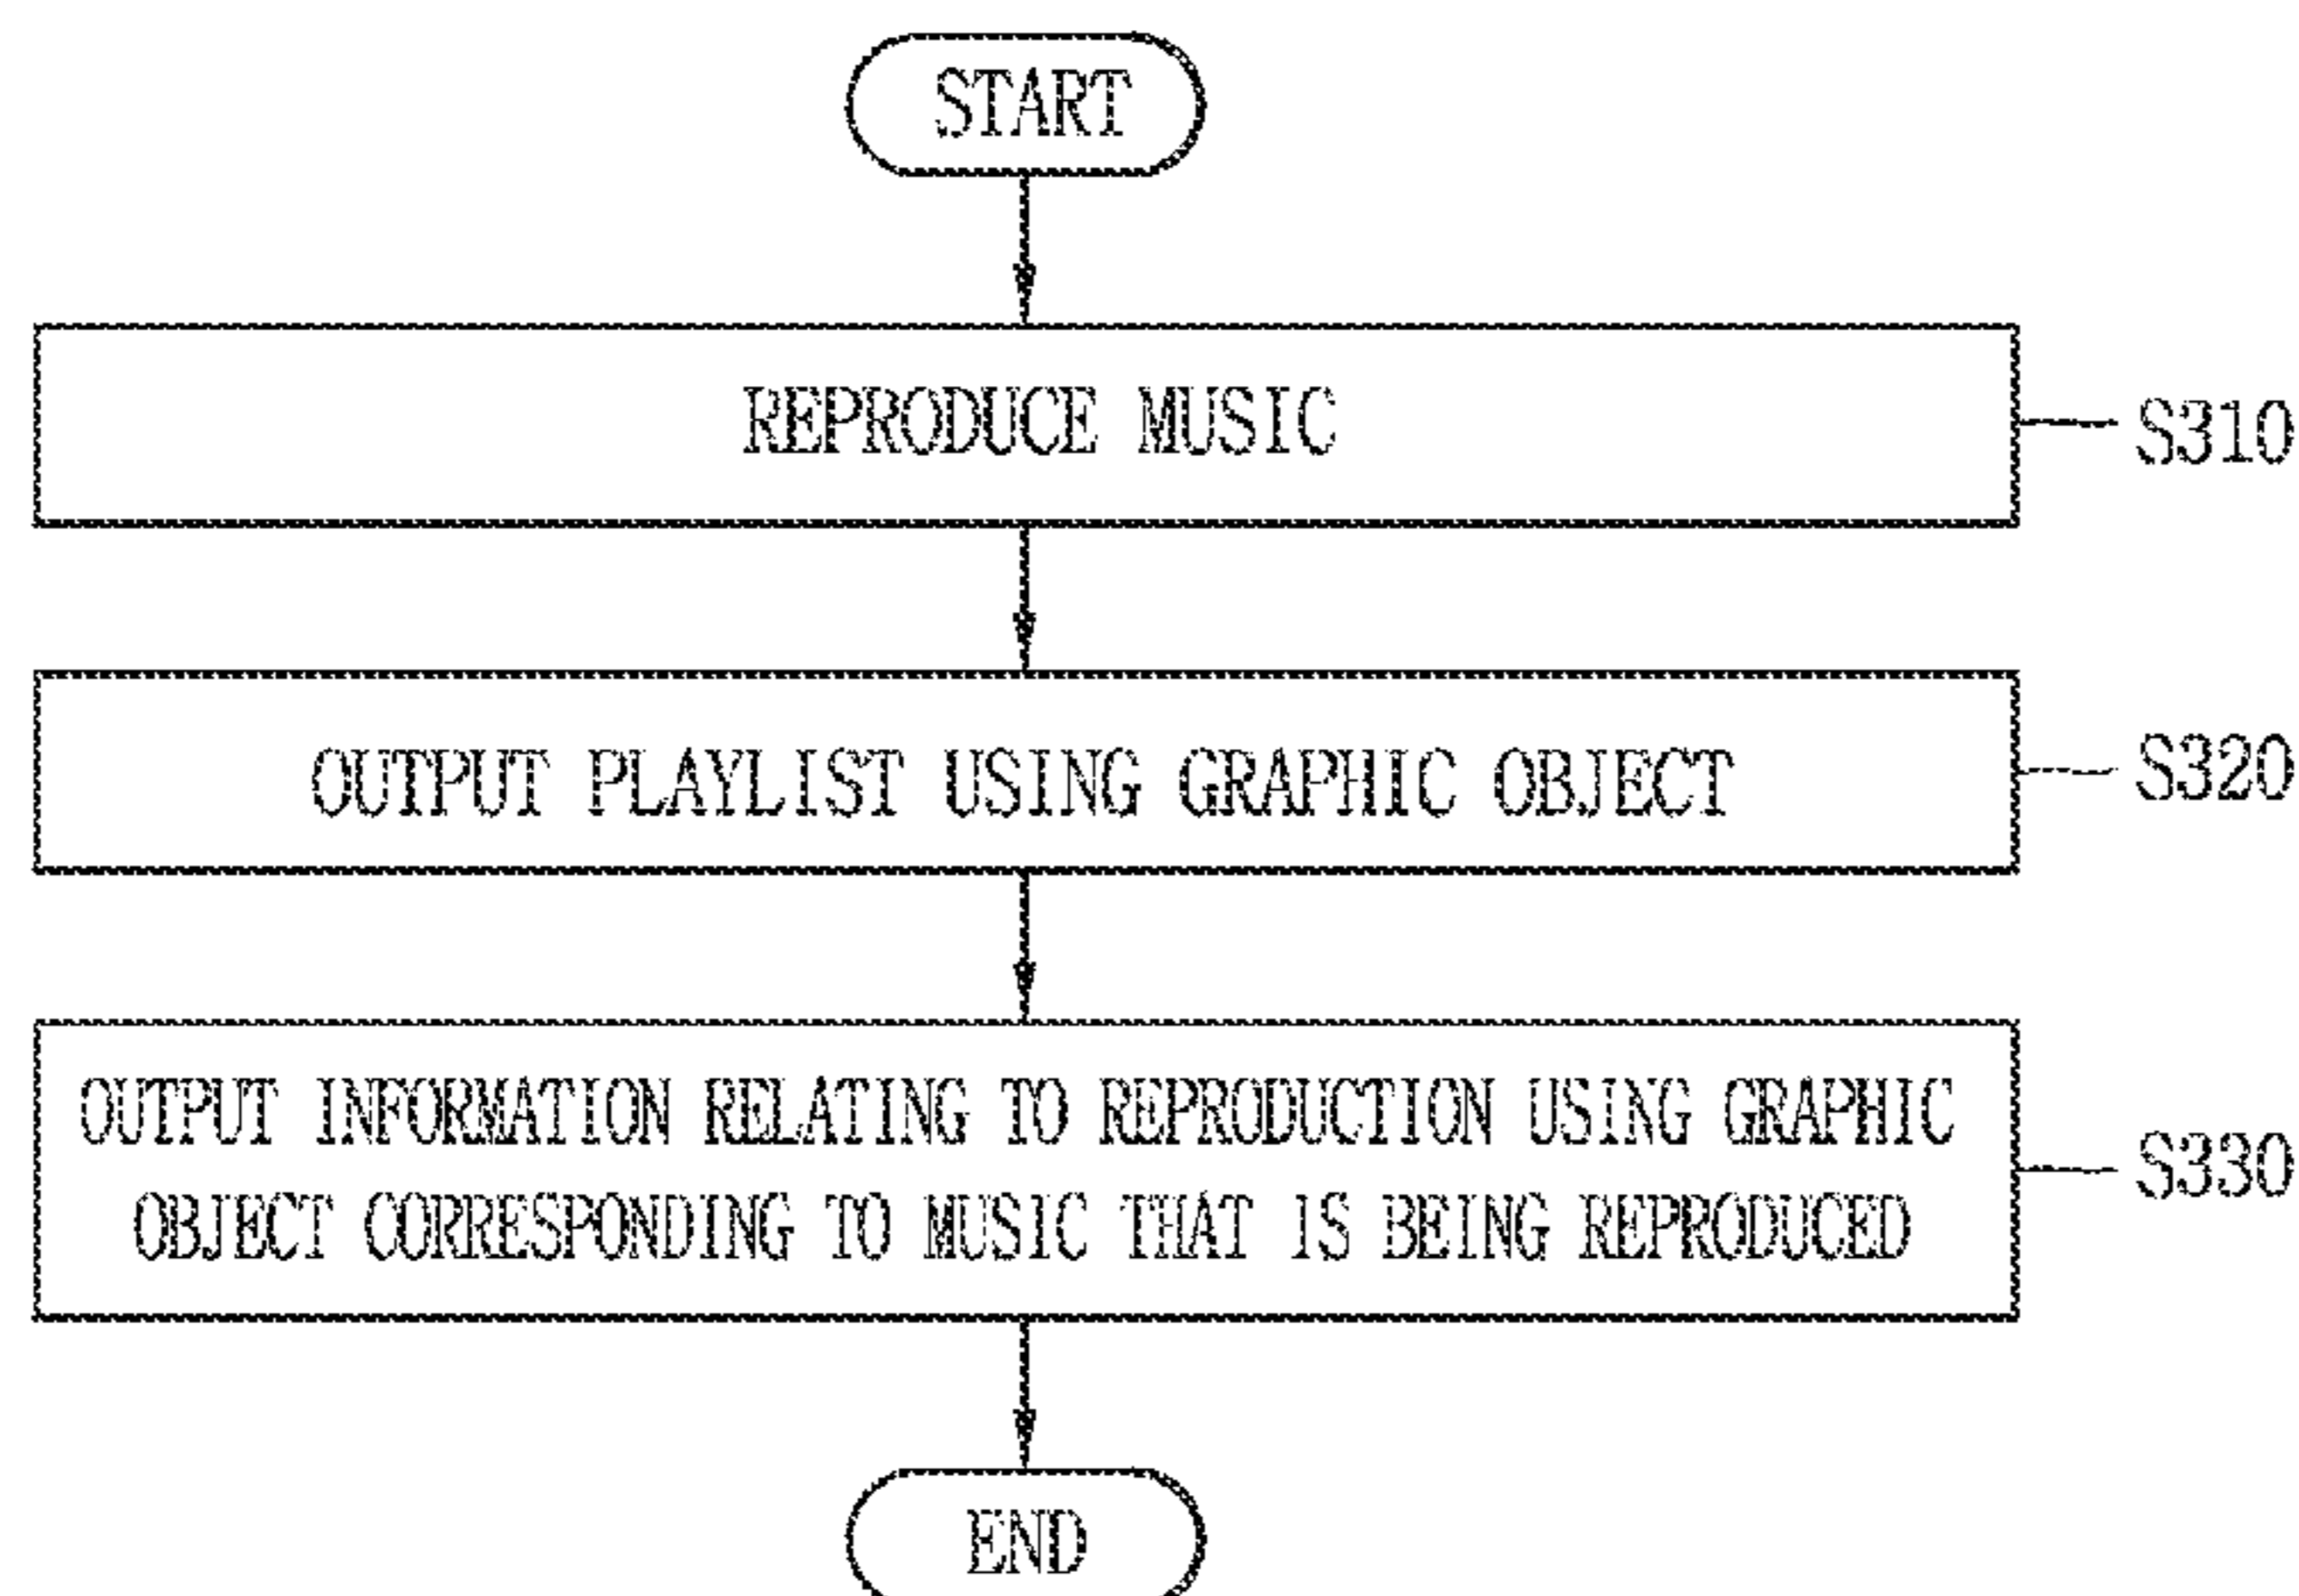 START
REPRODUCE MUSIC
S310
OUTPUT PLAYLIST USING GRAPHIC OBJECT
S320
OUTPUT INFORMATION RELATING TO REPRODUCTION USING GRAPHIC
OBJECT CORRESPONDING TO MUSIC THAT IS BEING REPRODUCED
S330
END